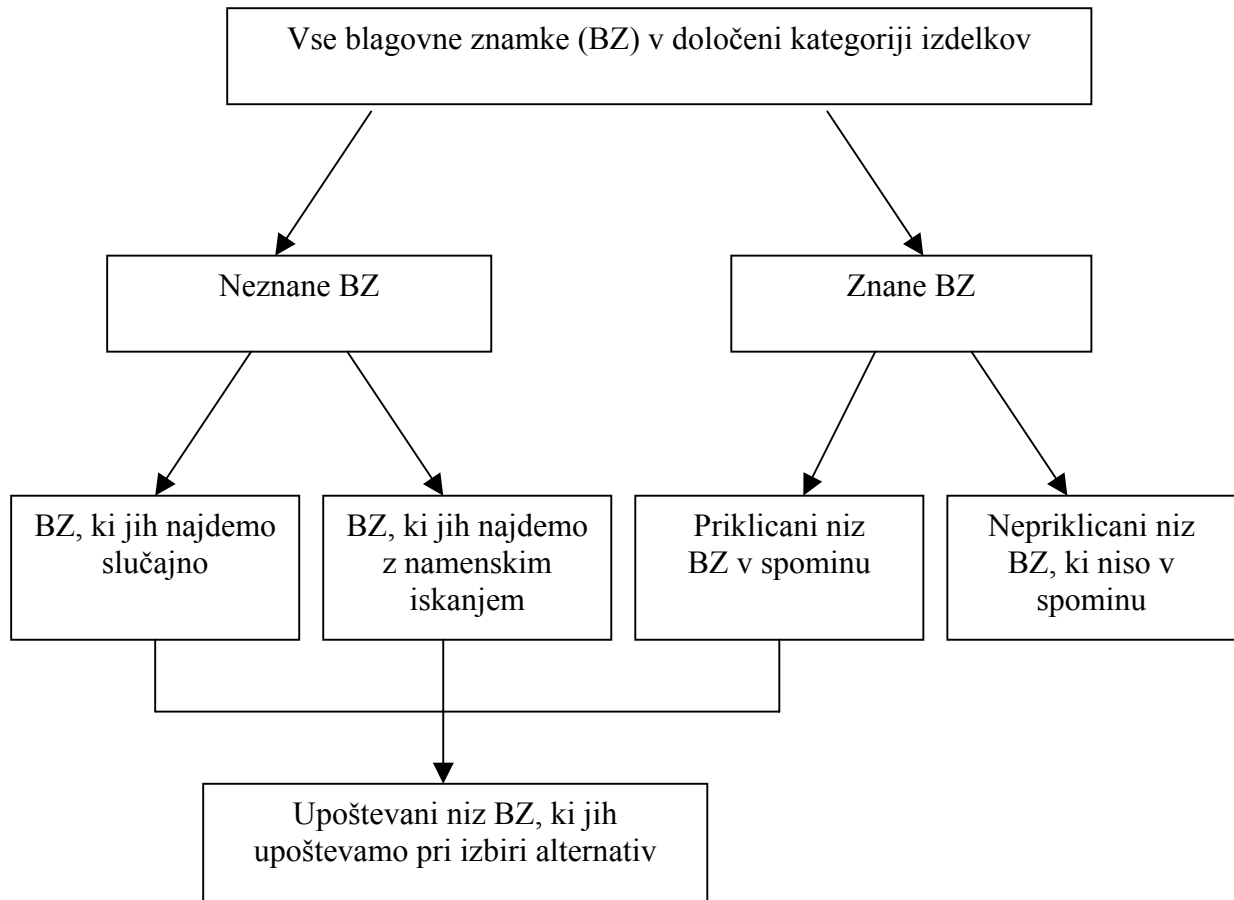 Vse blagovne znamke (BZ) v določeni kategoriji izdelkov
Neznane BZ
Znane BZ
BZ, ki jih najdemo
slučajno
BZ, ki jih najdemo
z namenskim
iskanjem
Priklicani niz
BZ v spominu
Nepriklicani niz
BZ, ki niso v
spominu
Upoštevani niz BZ, ki jih
upoštevamo pri izbiri alternativ